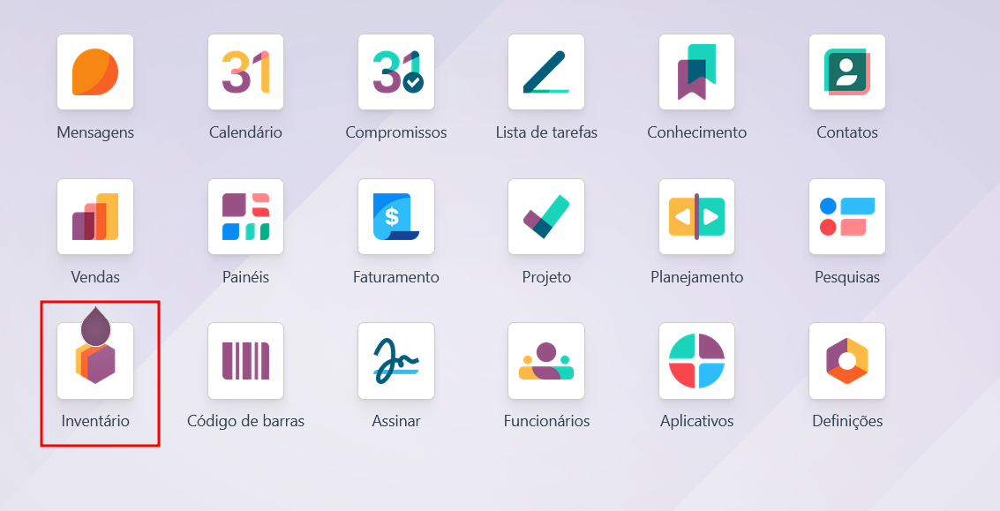 31
31
Mensagens
Calendário
Compromissos
Lista de tarefas
Conhecimento
Contatos
$
Vendas
Painéis
Faturamento
Projeto
Planejamento
Pesquisas
Inventário
Código de barras
Assinar
Funcionários
Aplicativos
Definições